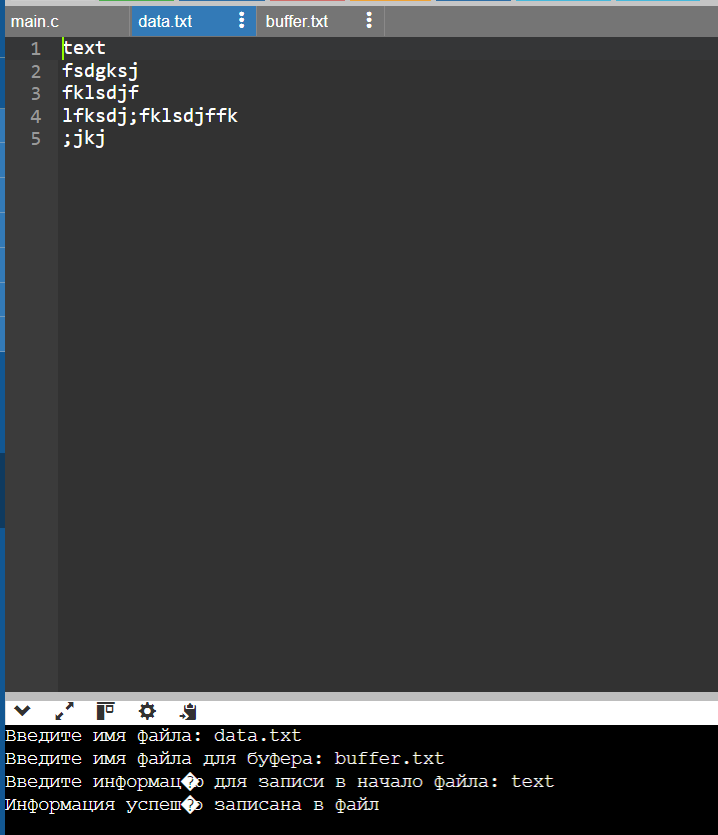 main.c data.txt buffer.txt
1 text
2 fsdgksj
3 fklsdjf
4 lfksdj;fklsdjffk
5 ;jkj
Введите имя файла: data.txt
Введите имя файла для буфера: buffer.txt
Введите информац�ю для записи в начало файла: text
Информация успеш�о записана в файл